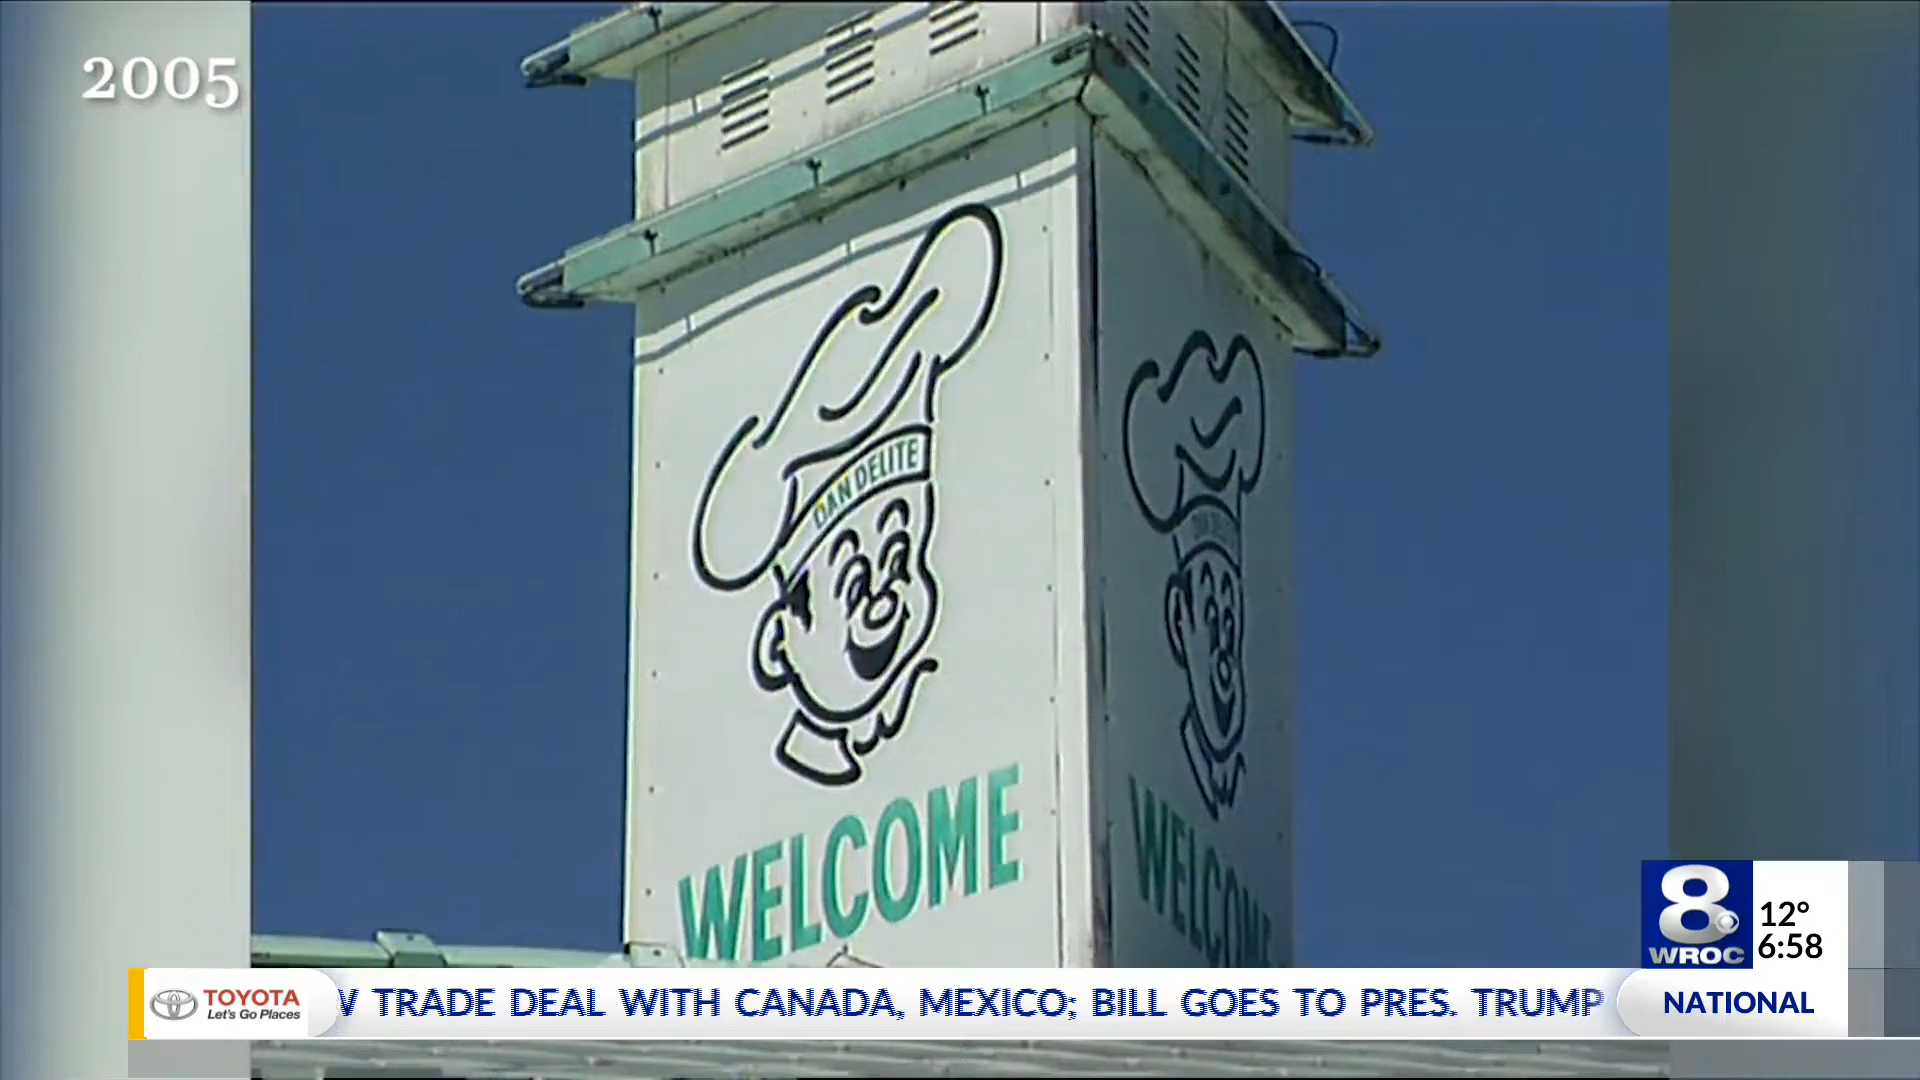 2005
DAN DELITE
WELCOME
WELCOME
8
WROC
12°
6:58
TOYOTA
Let's Go Places
TRADE DEAL WITH CANADA, MEXICO; BILL GOES TO PRES. TRUMP
NATIONAL